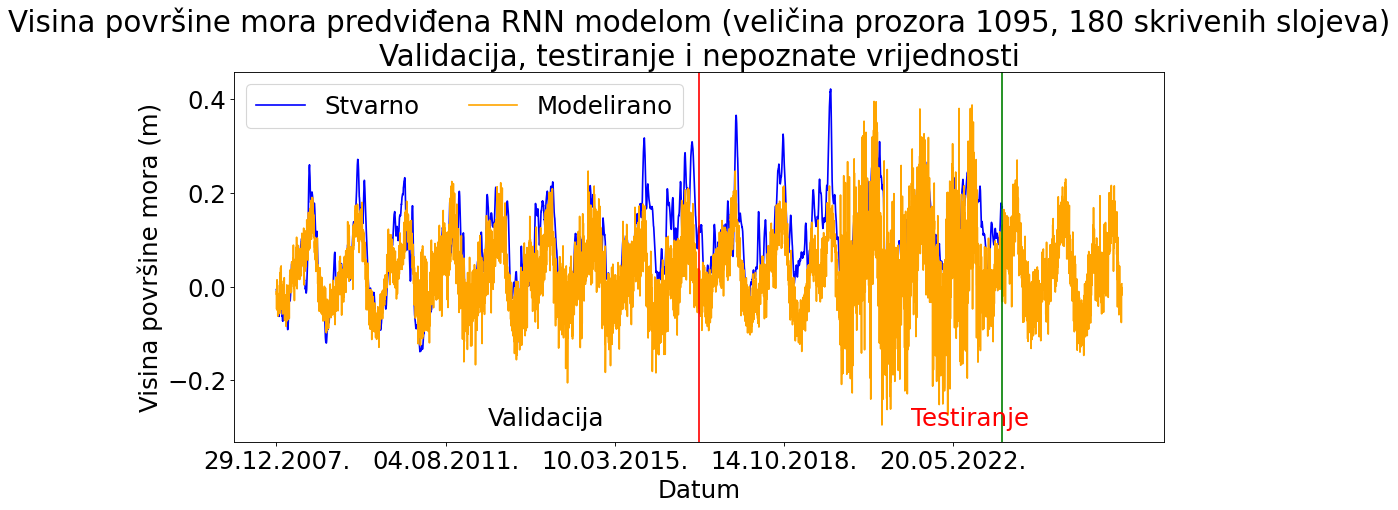 Visina površine mora predviđena RNN modelom (veličina prozora 1095, 180 skrivenih slojeva)
Validacija, testiranje i nepoznate vrijednosti
Stvarno Modelirano
Visina površine mora (m)
0.4
0.2
0.0
−0.2
Validacija Testiranje
29.12.2007. 04.08.2011. 10.03.2015. 14.10.2018. 20.05.2022.
Datum